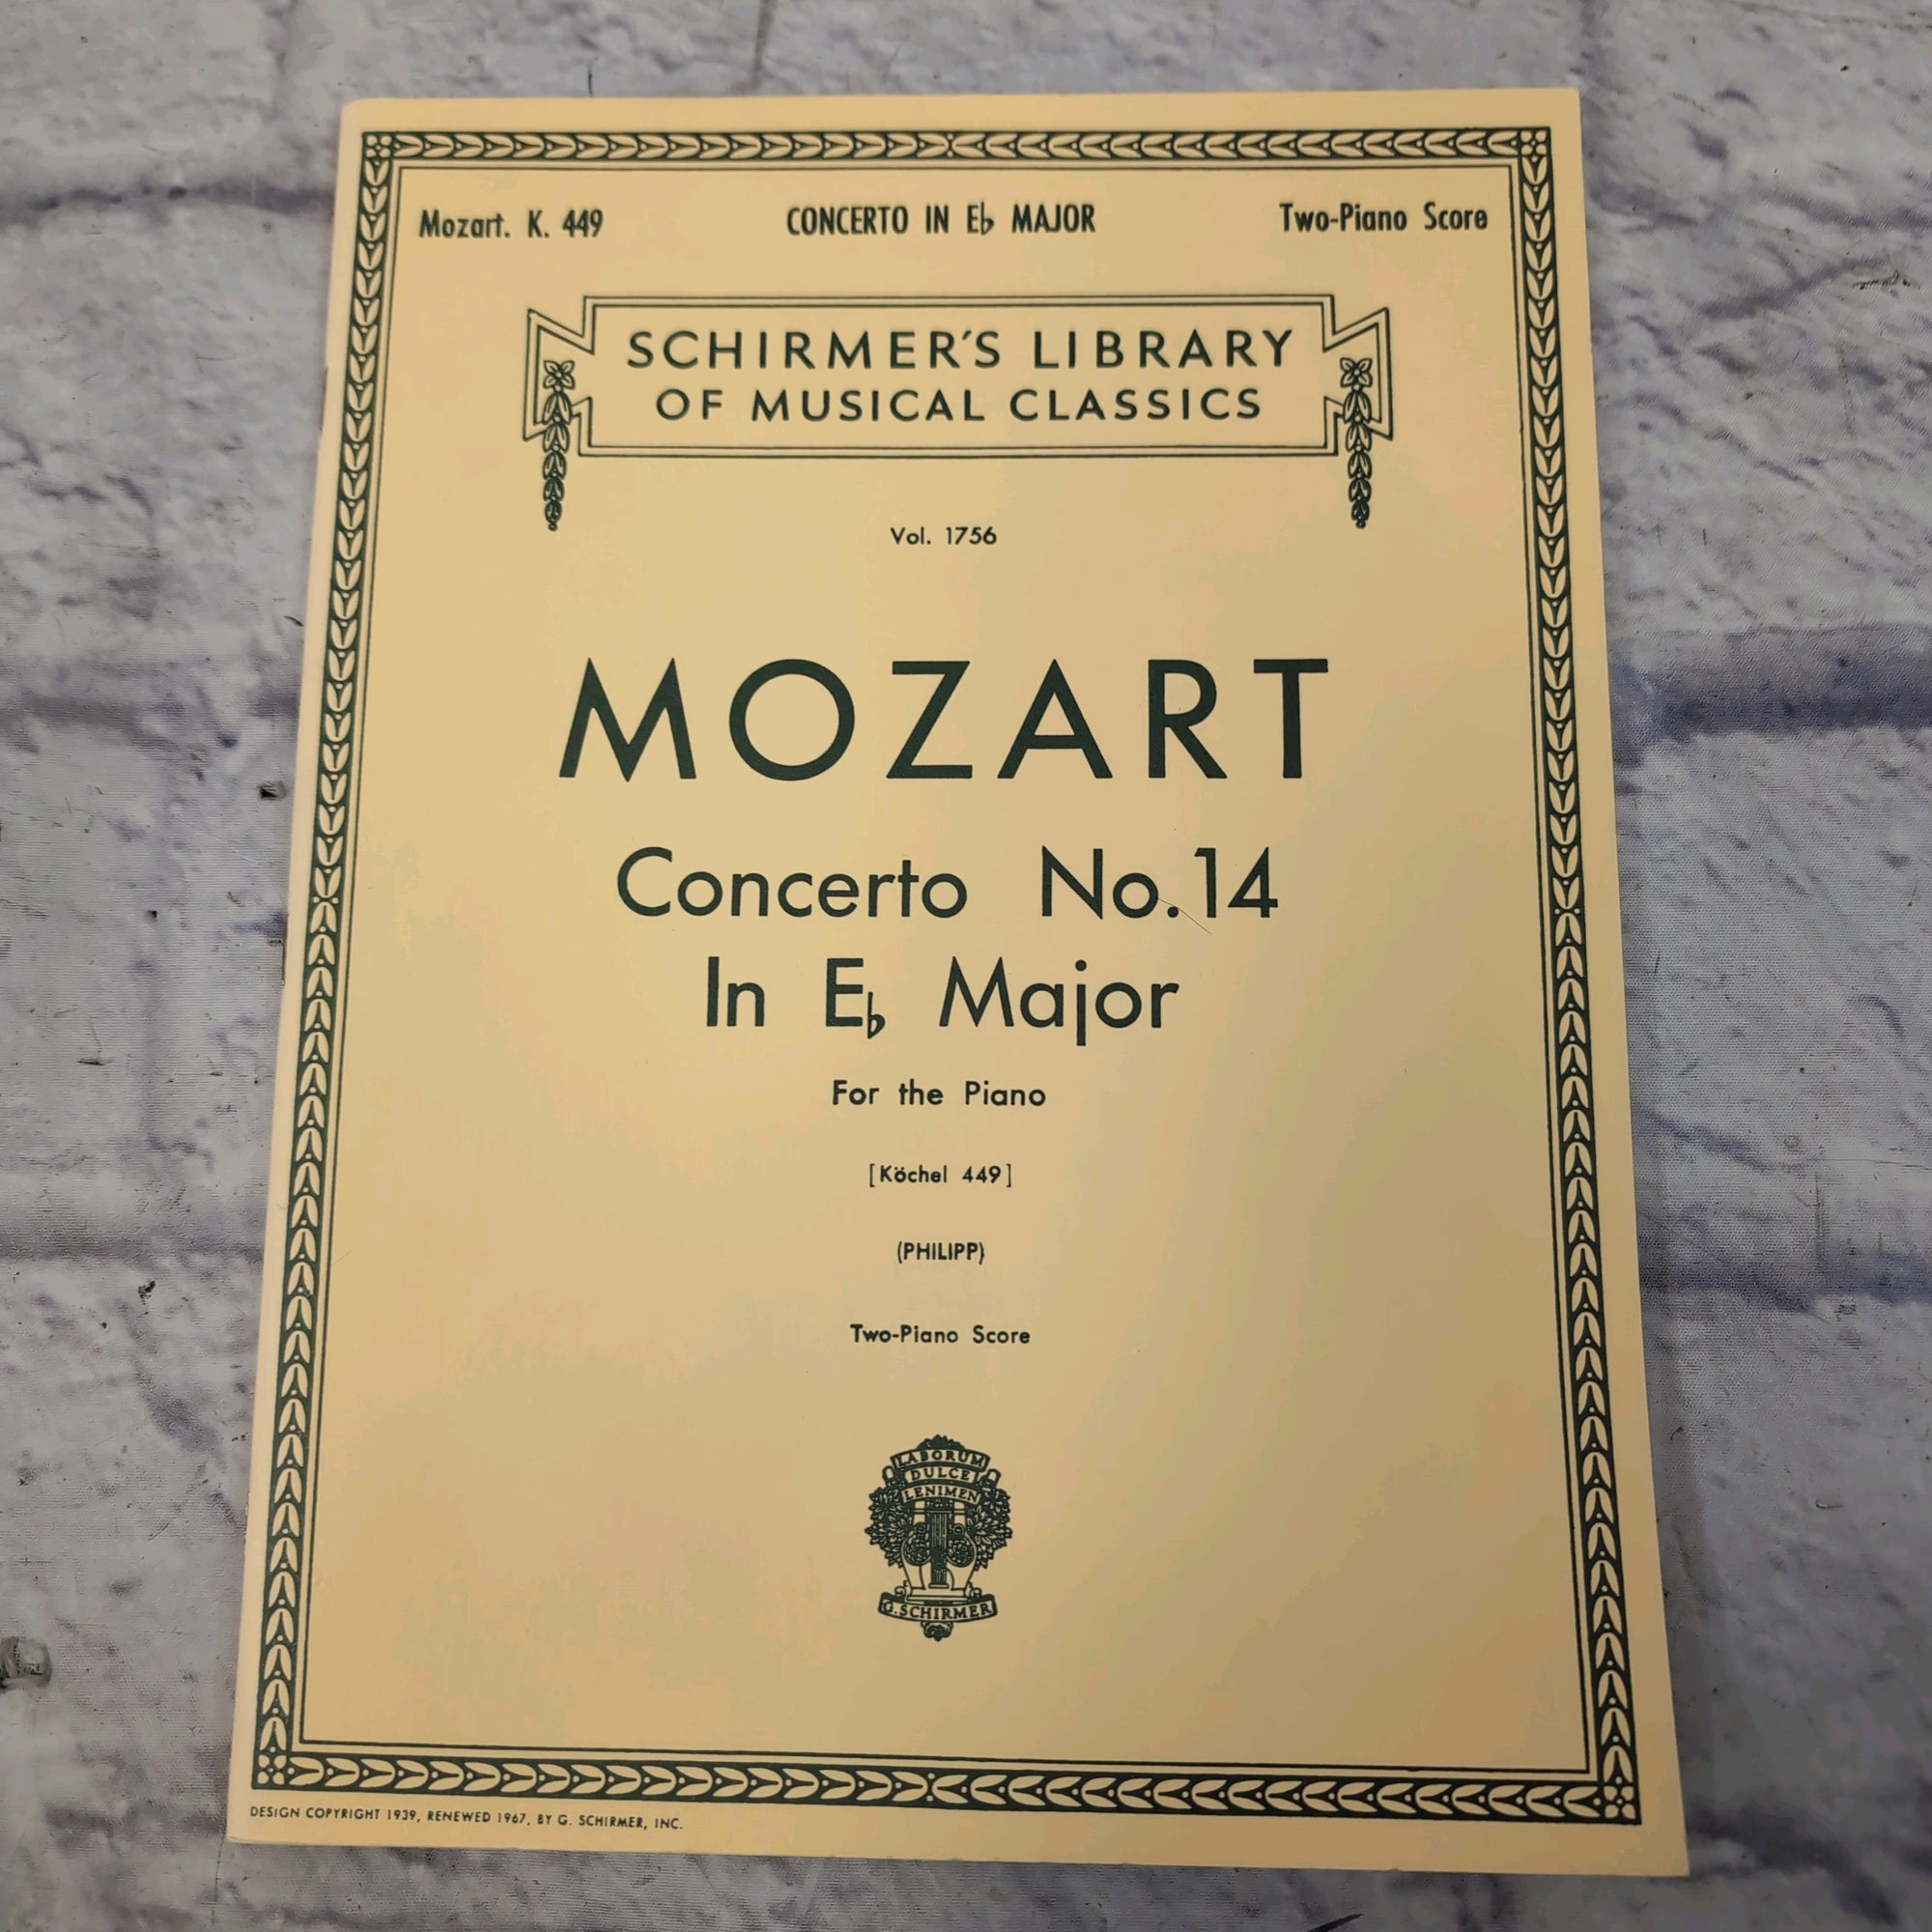 Mozart. K. 449 CONCERTO IN E♭ MAJOR Two-Piano Score
SCHIRMER'S LIBRARY
OF MUSICAL CLASSICS
Vol. 1756
MOZART
Concerto No. 14
In E♭ Major
For the Piano
[Köchel 449]
(PHILIPP)
Two-Piano Score
LABORUM
DULCE
LENIMEN
G. SCHIRMER
DESIGN COPYRIGHT 1939, RENEWED 1967, BY G. SCHIRMER, INC.